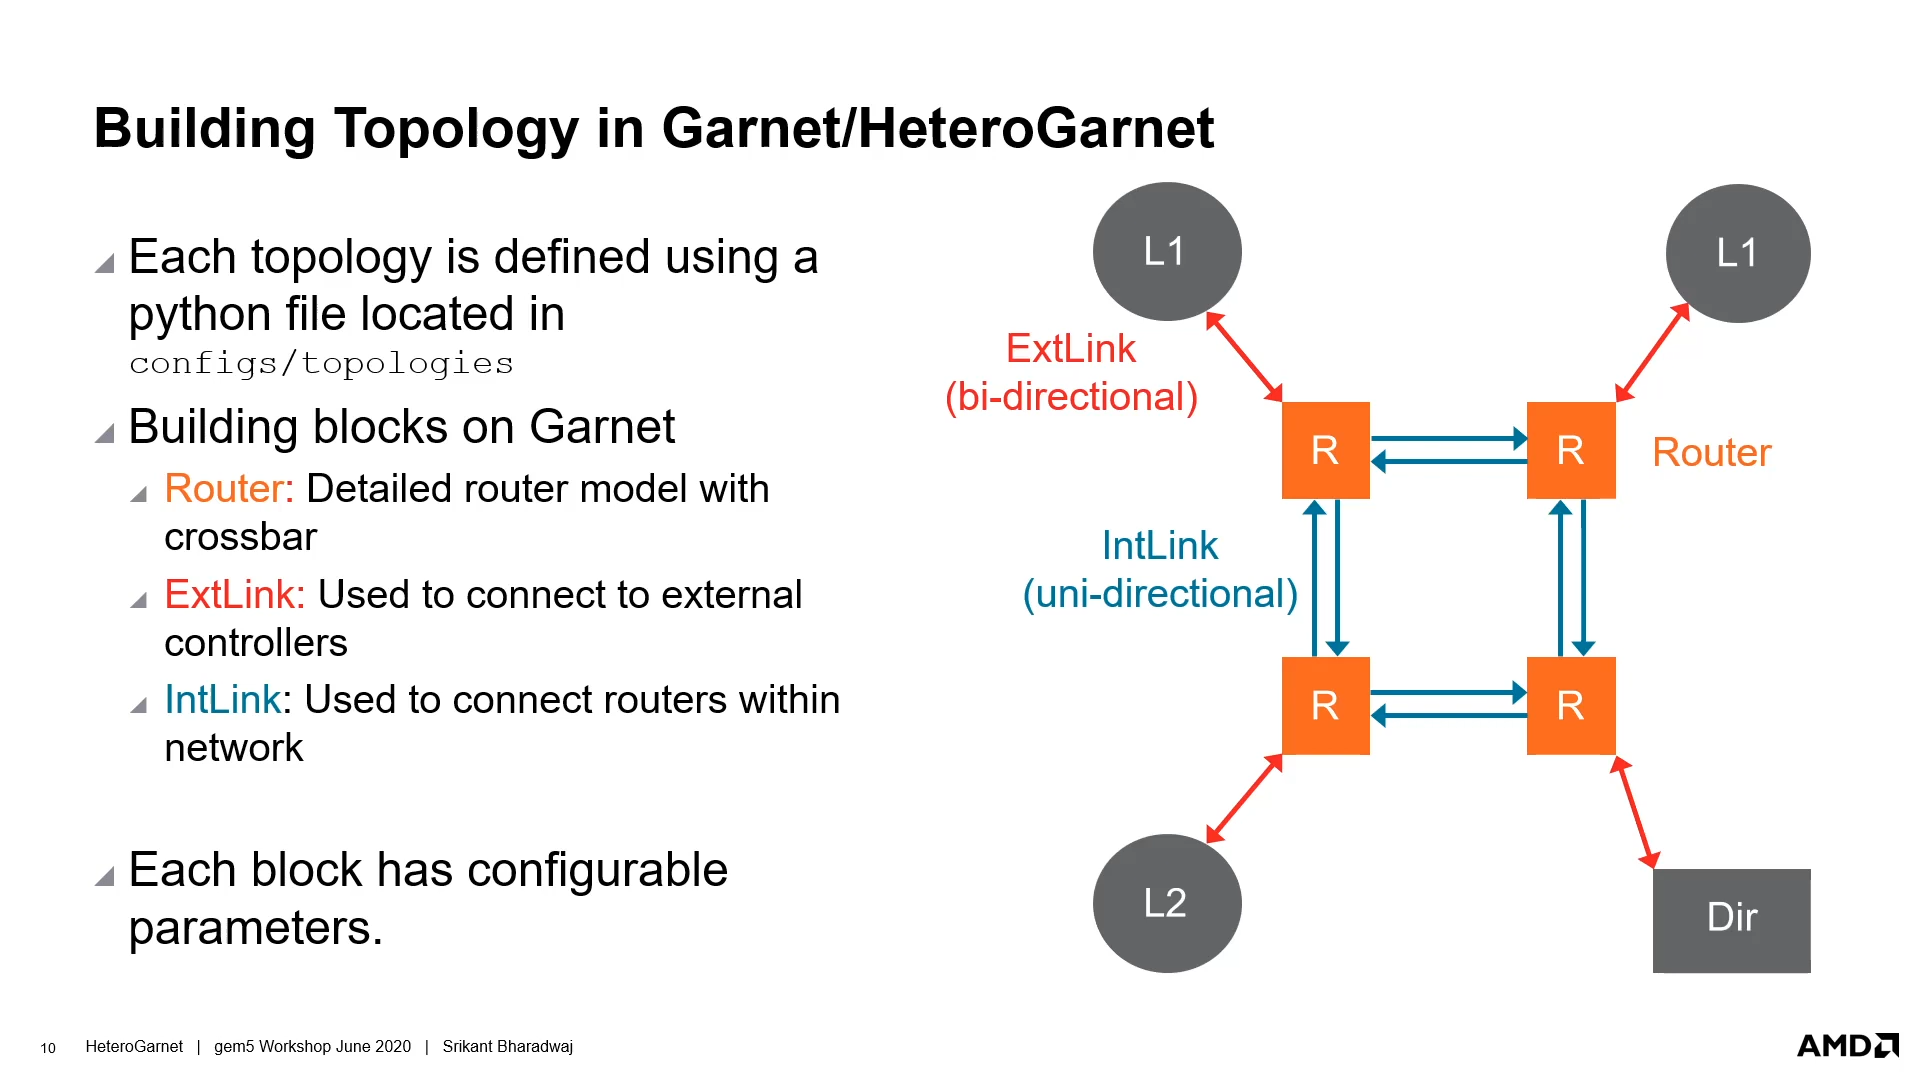 Building Topology in Garnet/HeteroGarnet
Each topology is defined using a
python file located in
configs/topologies
Building blocks on Garnet
Router: Detailed router model with
crossbar
ExtLink: Used to connect to external
controllers
IntLink: Used to connect routers within
network
Each block has configurable
parameters.
L1
L1
ExtLink
(bi-directional)
R
R
Router
IntLink
(uni-directional)
R
R
L2
Dir
10 HeteroGarnet | gem5 Workshop June 2020 | Srikant Bharadwaj
AMD